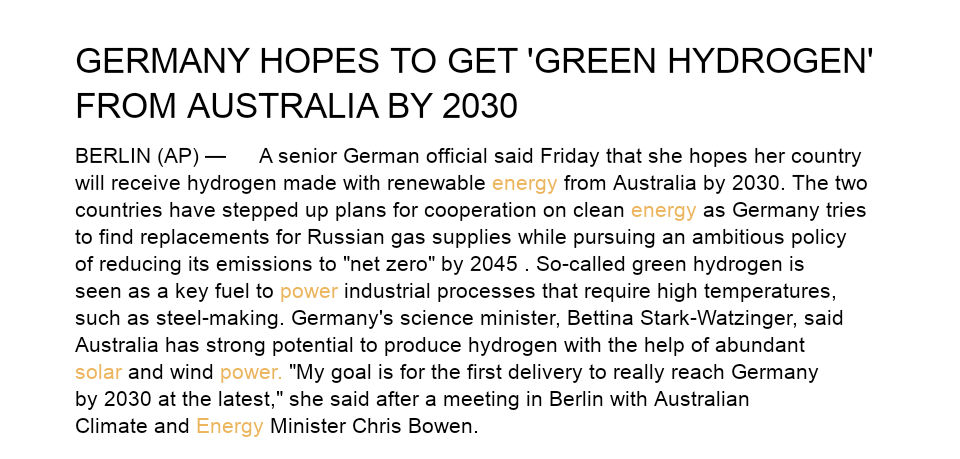 GERMANY HOPES TO GET 'GREEN HYDROGEN'
FROM AUSTRALIA BY 2030
BERLIN (AP) — A senior German official said Friday that she hopes her country
will receive hydrogen made with renewable energy from Australia by 2030. The two
countries have stepped up plans for cooperation on clean energy as Germany tries
to find replacements for Russian gas supplies while pursuing an ambitious policy
of reducing its emissions to "net zero" by 2045 . So-called green hydrogen is
seen as a key fuel to power industrial processes that require high temperatures,
such as steel-making. Germany's science minister, Bettina Stark-Watzinger, said
Australia has strong potential to produce hydrogen with the help of abundant
solar and wind power. "My goal is for the first delivery to really reach Germany
by 2030 at the latest," she said after a meeting in Berlin with Australian
Climate and Energy Minister Chris Bowen.